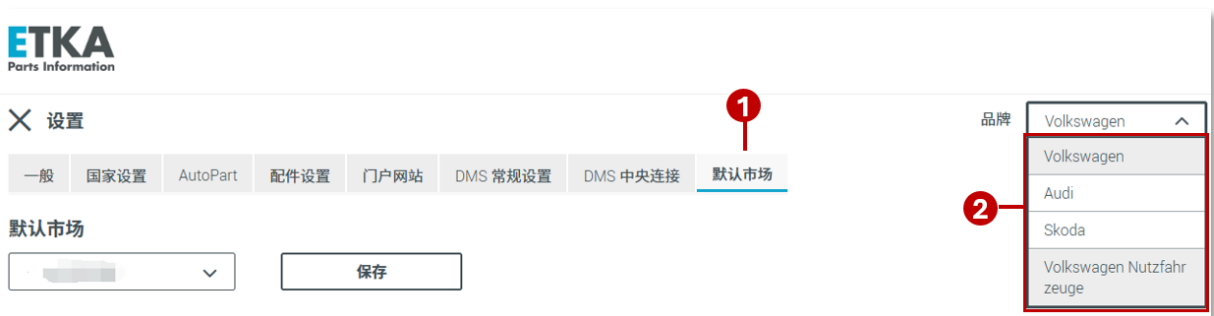 ETKA
Parts Information
设置
1
品牌
Volkswagen
一般 国家设置 AutoPart 配件设置 门户网站 DMS 常规设置 DMS 中央连接 默认市场
Volkswagen
Audi
2
Skoda
Volkswagen Nutzfahr
zeuge
默认市场
保存